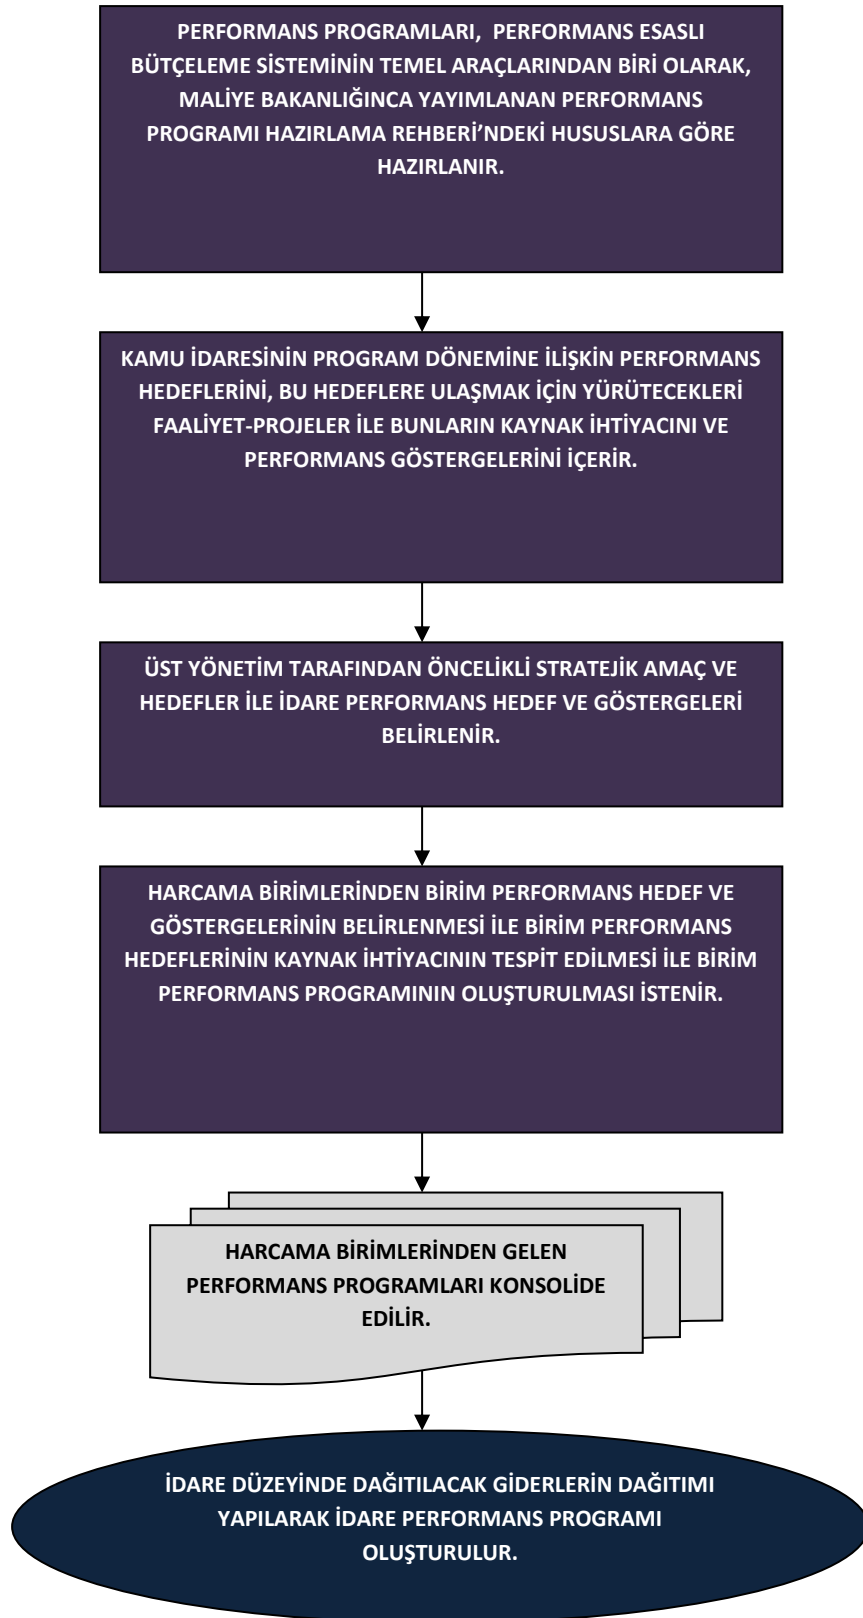 PERFORMANS PROGRAMLARI, PERFORMANS ESASLI
BÜTÇELEME SİSTEMİNİN TEMEL ARAÇLARINDAN BİRİ OLARAK,
MALİYE BAKANLIĞINCA YAYIMLANAN PERFORMANS
PROGRAMI HAZIRLAMA REHBERİ’NDEKİ HUSUSLARA GÖRE
HAZIRLANIR.
KAMU İDARESİNİN PROGRAM DÖNEMİNE İLİŞKİN PERFORMANS
HEDEFLERİNİ, BU HEDEFLERE ULAŞMAK İÇİN YÜRÜTECEKLERİ
FAALİYET-PROJELER İLE BUNLARIN KAYNAK İHTİYACINI VE
PERFORMANS GÖSTERGELERİNİ İÇERİR.
ÜST YÖNETİM TARAFINDAN ÖNCELİKLİ STRATEJİK AMAÇ VE
HEDEFLER İLE İDARE PERFORMANS HEDEF VE GÖSTERGELERİ
BELİRLENİR.
HARCAMA BİRİMLERİNDEN BİRİM PERFORMANS HEDEF VE
GÖSTERGELERİNİN BELİRLENMESİ İLE BİRİM PERFORMANS
HEDEFLERİNİN KAYNAK İHTİYACININ TESPİT EDİLMESİ İLE BİRİM
PERFORMANS PROGRAMININ OLUŞTURULMASI İSTENİR.
HARCAMA BİRİMLERİNDEN GELEN
PERFORMANS PROGRAMLARI KONSOLİDE
EDİLİR.
İDARE DÜZEYİNDE DAĞITILACAK GİDERLERİN DAĞITIMI
YAPILARAK İDARE PERFORMANS PROGRAMI
OLUŞTURULUR.